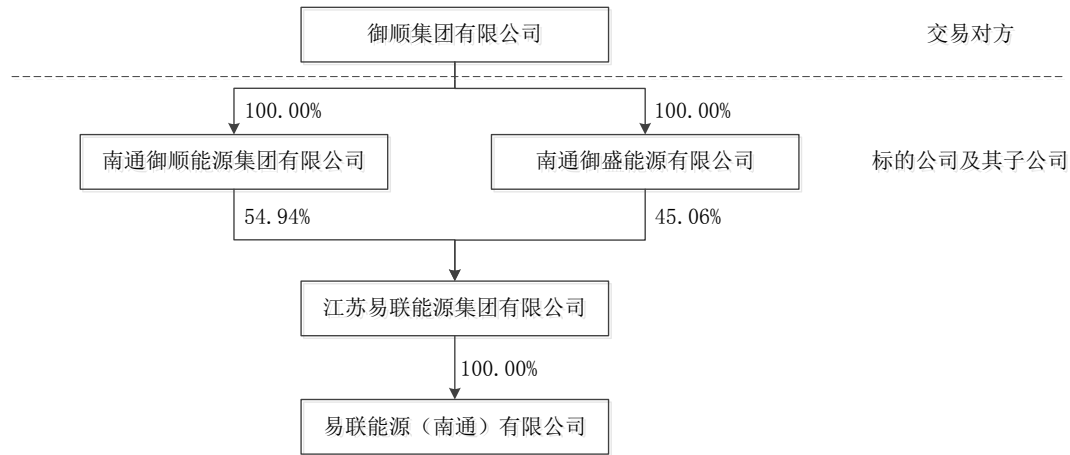 御顺集团有限公司
交易对方
100.00%
100.00%
南通御顺能源集团有限公司
南通御盛能源有限公司
标的公司及其子公司
54.94%
45.06%
江苏易联能源集团有限公司
100.00%
易联能源（南通）有限公司